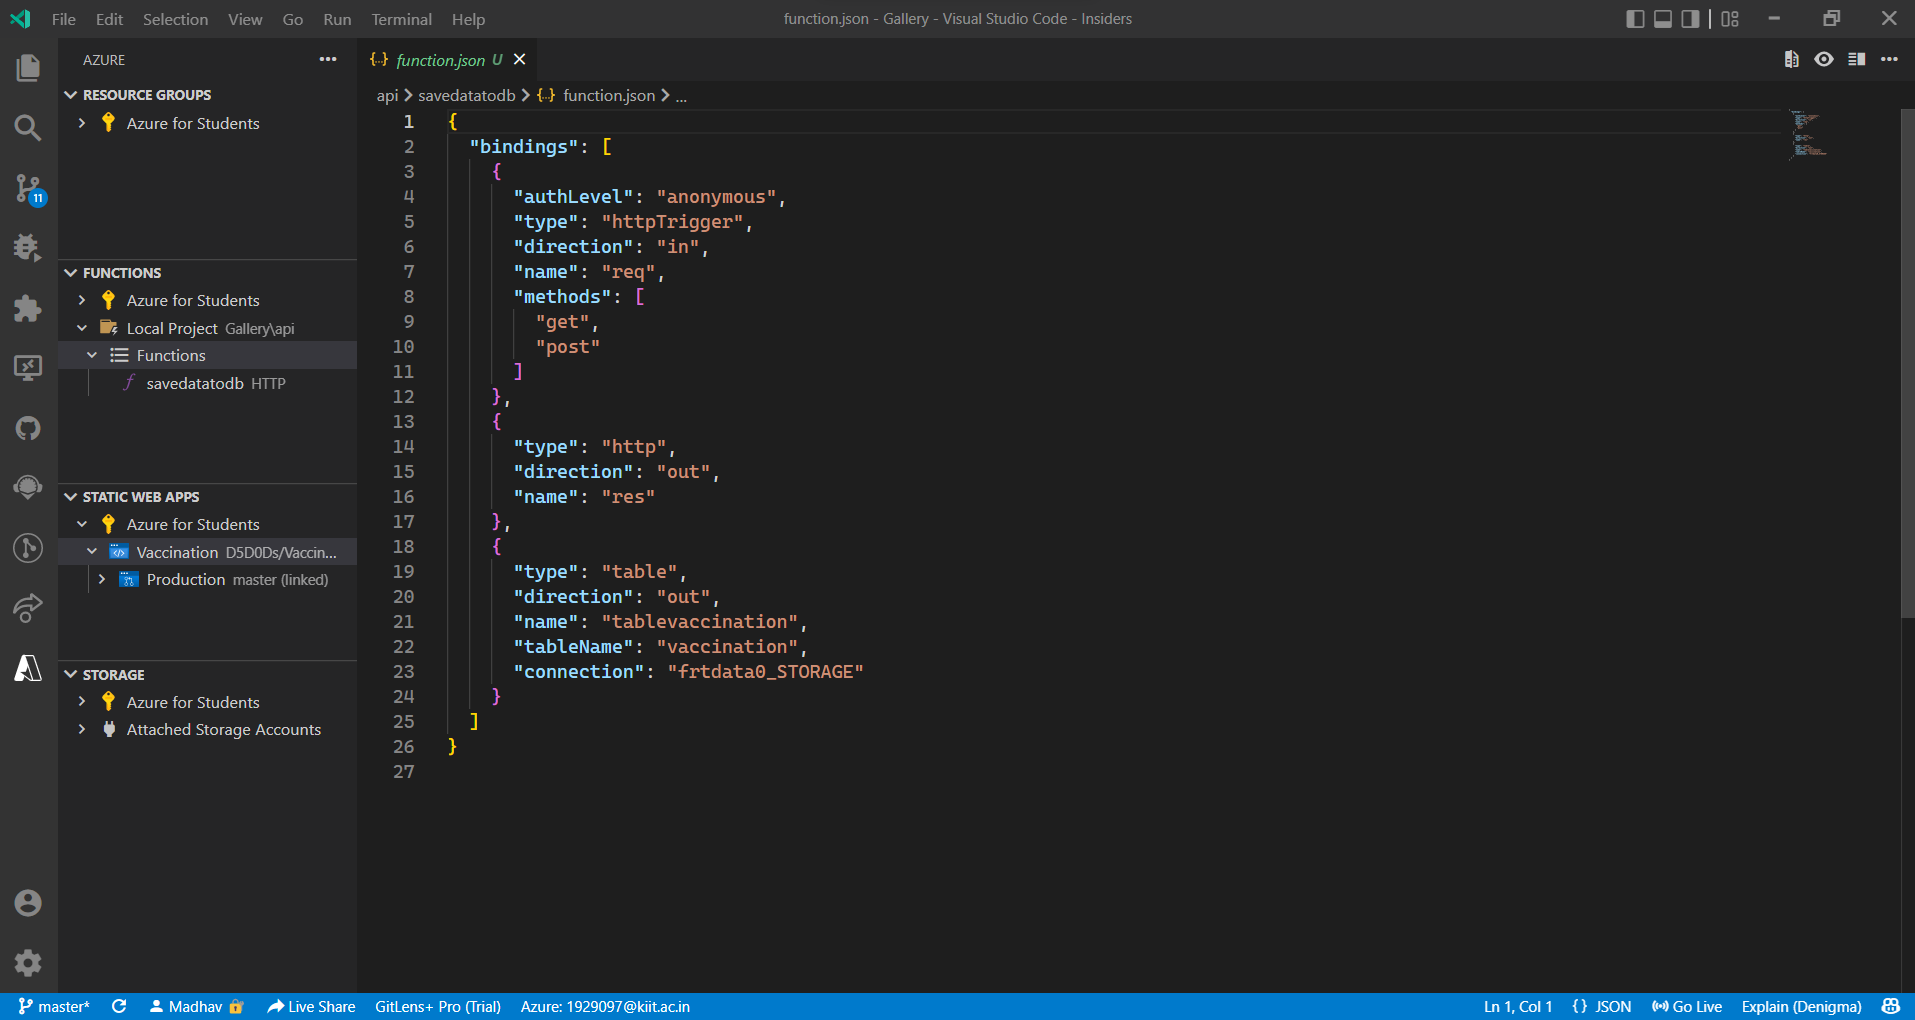 File Edit Selection View Go Run Terminal Help
function.json - Gallery - Visual Studio Code - Insiders
AZURE
RESOURCE GROUPS
Azure for Students
11
FUNCTIONS
Azure for Students
Local Project Gallery\api
Functions
savedatatodb HTTP
STATIC WEB APPS
Azure for Students
Vaccination D5D0Ds/Vaccin...
Production master (linked)
STORAGE
Azure for Students
Attached Storage Accounts
{..} function.json U
api > savedatatodb > {..} function.json > ...
1 {
2 "bindings": [
3 {
4 "authLevel": "anonymous",
5 "type": "httpTrigger",
6 "direction": "in",
7 "name": "req",
8 "methods": [
9 "get",
10 "post"
11 ]
12 },
13 {
14 "type": "http",
15 "direction": "out",
16 "name": "res"
17 },
18 {
19 "type": "table",
20 "direction": "out",
21 "name": "tablevaccination",
22 "tableName": "vaccination",
23 "connection": "frtdata0_STORAGE"
24 }
25 ]
26 }
27
master* Madhav Live Share GitLens+ Pro (Trial) Azure: 1929097@kiit.ac.in Ln 1, Col 1 {} JSON Go Live Explain (Denigma)